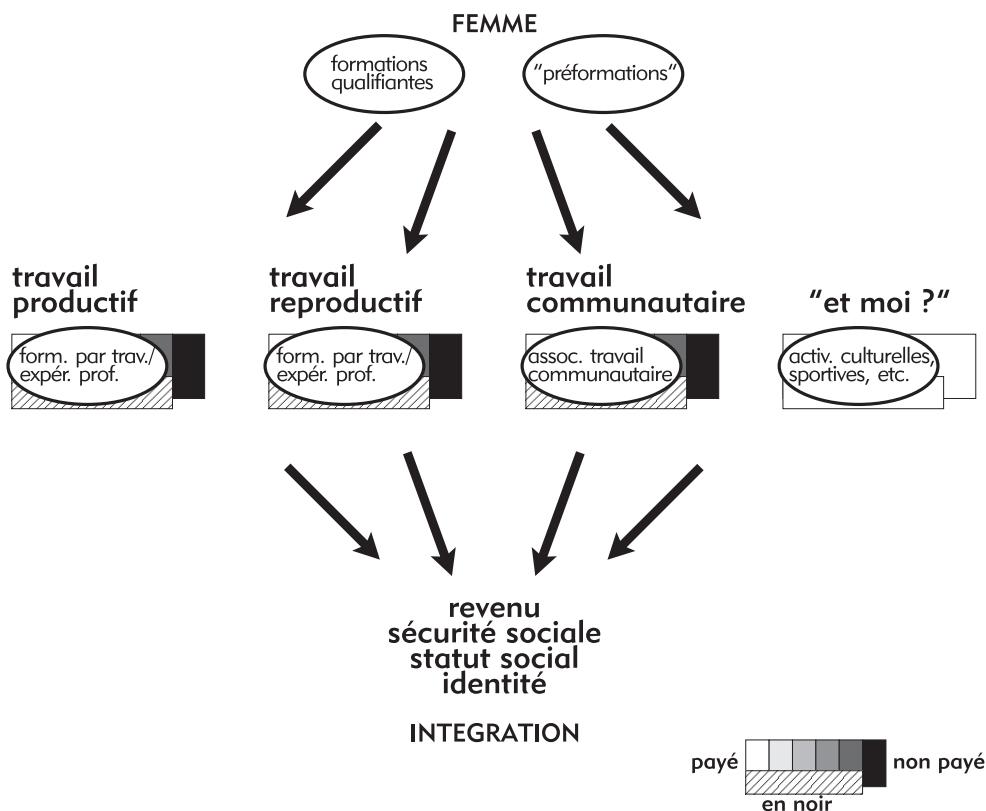 FEMME
formations
qualifiantes
"préformations"
travail
productif
form. par trav./
expér. prof.
travail
reproductif
form. par trav./
expér. prof.
travail
communautaire
assoc. travail
communautaire
"et moi ?"
activ. culturelles,
sportives, etc.
revenu
sécurité sociale
statut social
identité
INTEGRATION
payé
non payé
en noir